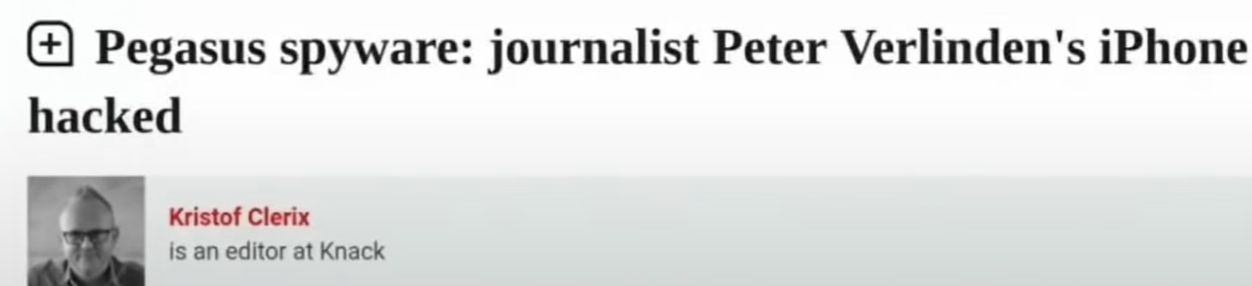 Pegasus spyware: journalist Peter Verlinden's iPhone
hacked
Kristof Clerix
is an editor at Knack